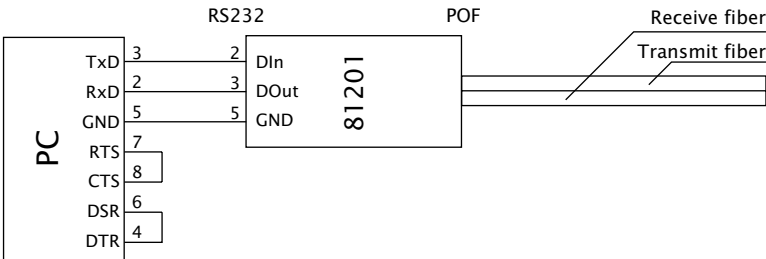 RS232 POF Receive fiber
Transmit fiber
TxD 3 2 DIn
RxD 2 3 DOut
GND 5 5 GND
RTS 7
CTS 8
DSR 6
DTR 4
PC
81201